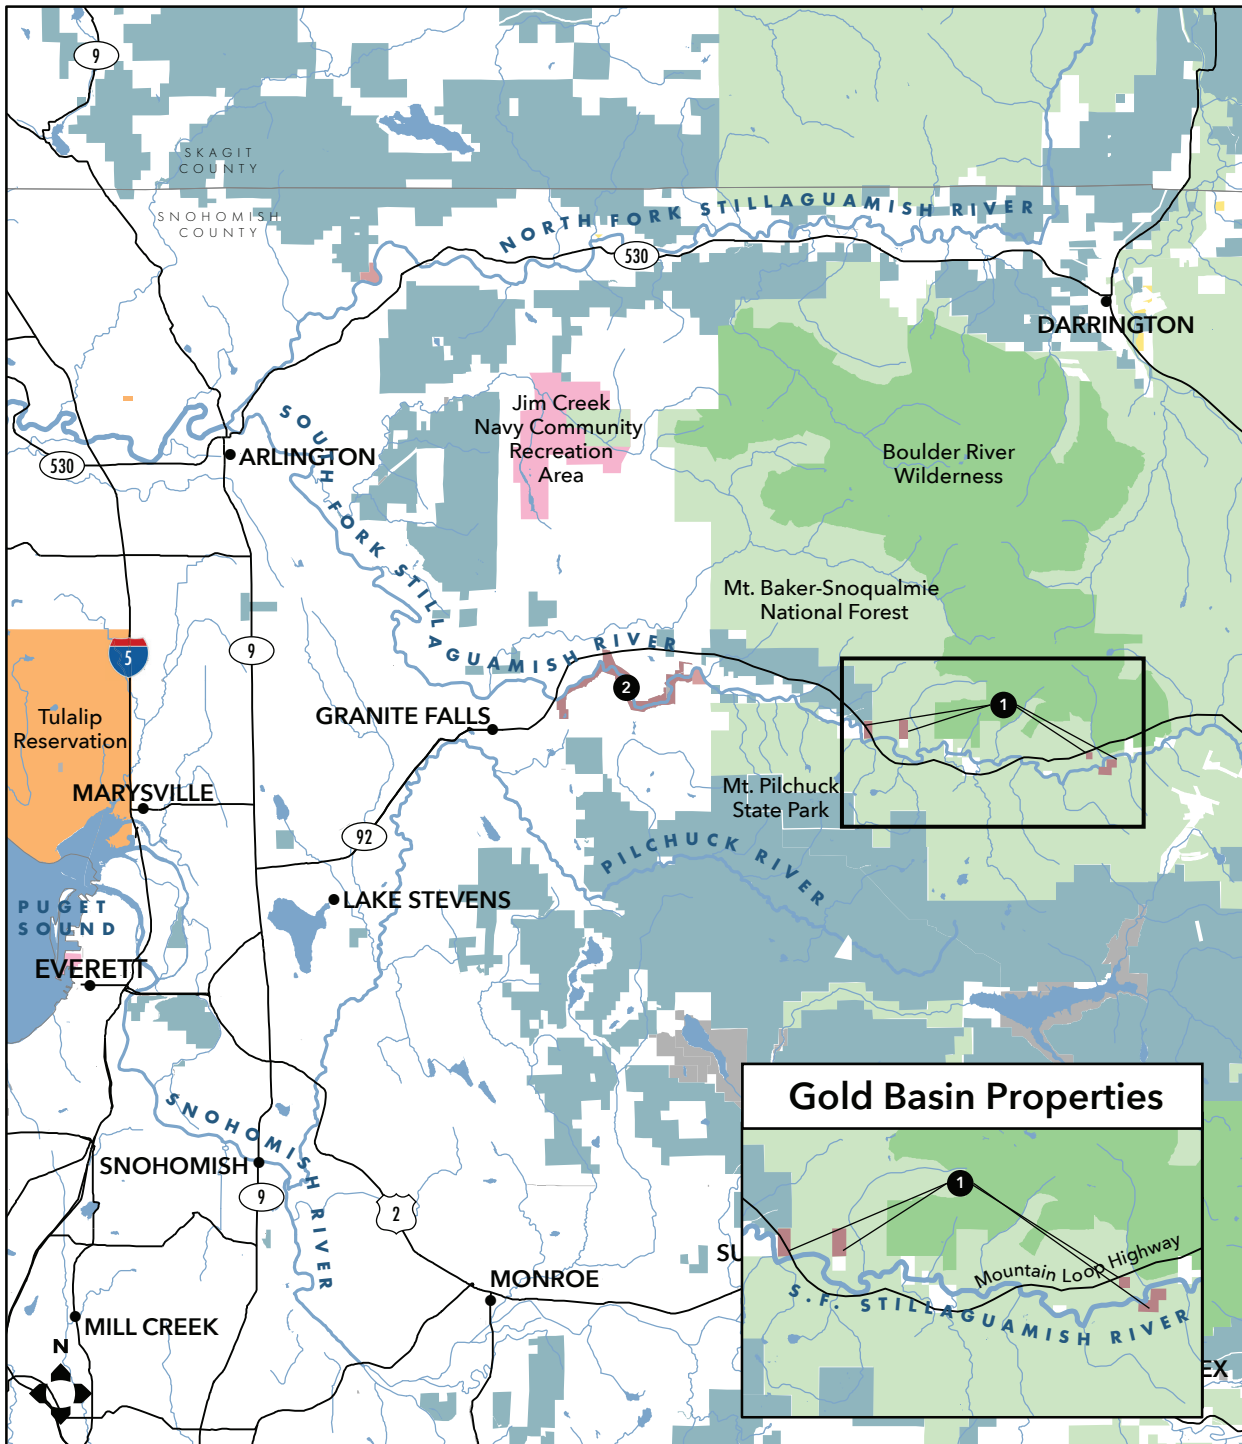 9
SKAGIT
COUNTY
SNOHOMISH
COUNTY
NORTH FORK STILLAGUAMISH RIVER
530
DARRINGTON
Jim Creek
Navy Community
Recreation
Area
SOUTH FORK STILLAGUAMISH RIVER
530
ARLINGTON
Boulder River
Wilderness
Mt. Baker-Snoqualmie
National Forest
5
9
2
1
Tulalip
Reservation
GRANITE FALLS
MARYSVILLE
Mt. Pilchuck
State Park
92
PILCHUCK RIVER
LAKE STEVENS
PUGET
SOUND
EVERETT
Gold Basin Properties
SNOHOMISH RIVER
SNOHOMISH
9
2
1
SU
Mountain Loop Highway
S.F. STILLAGUAMISH RIVER
MONROE
MILL CREEK
N
EX